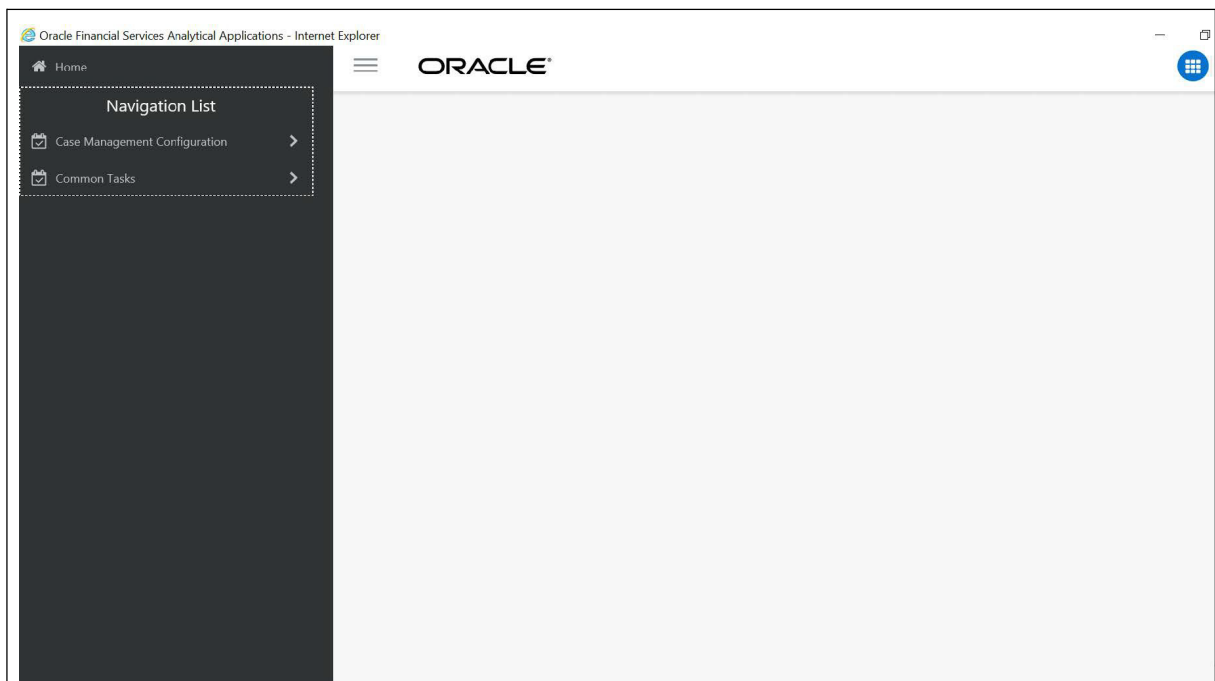 Oracle Financial Services Analytical Applications - Internet Explorer
Home
ORACLE®
Navigation List
Case Management Configuration
Common Tasks